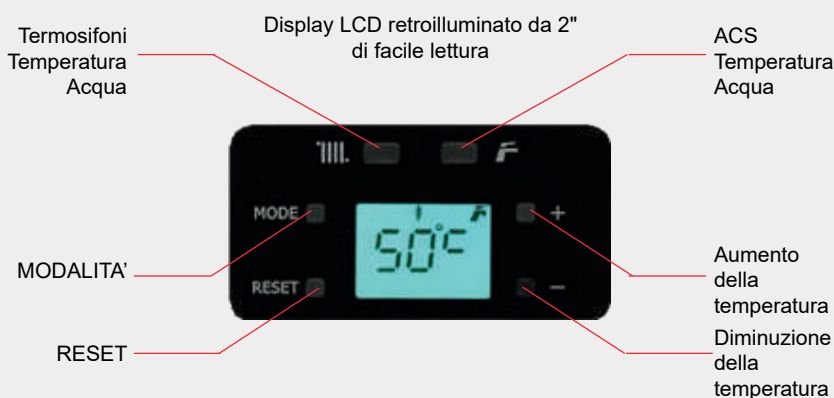 Display LCD retroilluminato da 2"
di facile lettura
Termosifoni
Temperatura
Acqua
ACS
Temperatura
Acqua
MODE
+
50°C
RESET
−
MODALITA'
RESET
Aumento
della
temperatura
Diminuzione
della
temperatura